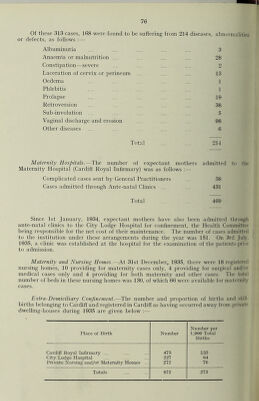 76
Of these 313 cases, 168 were found to be suffering from 214 diseases, abnormalities
or defects, as follows :—
Albuminuria ... 3
Anaemia or malnutrition ... 28
Constipation—severe ... 2
Laceration of cervix or perineum ... 13
Oedema ... 1
Phlebitis ... 1
Prolapse ... 19
Retroversion ... 36
Sub-involution ... 5
Vaginal discharge and erosion ... 
Other diseases ... 6
Total 214
Maternity Hospitals.—The number of expectant mothers admitted to the
Maternity Hospital (Cardiff Royal Infirmary) was as follows :—
Complicated cases sent by General Practitioners ... 38
Cases admitted through Ante-natal Clinics ... 431
Total 469
Since 1st January, 1934, expectant mothers have also been admitted through
ante-natal clinics to the City Lodge Hospital for confinement, the Health Committee
being responsible for the cost of their maintenance. The number of cases admitted
to the institution under these arrangements during the year was 181. On 3rd July,
1935, a clinic was established at the hospital for the examination of the patients prior
to admission.
Maternity and Nursing Homes.—At 31st December, 1935, there were 18 registered
nursing homes, 10 providing for maternity cases only, 4 providing for surgical and/or
medical cases only and 4 providing for both maternity and other cases. The total
number of beds in these nursing homes was 130, of which 66 were available for maternity
cases.
Extra-Domiciliary Confinement.—The number and proportion of births and still-
births belonging to Cardiff and registered in Cardiff as having occurred away from private
dwelling-houses during 1935 are given below :—
Place of Birth Number Number per 1,000 Total Births
Cardiff Royal Infirmary ... 473
City Lodge Hospital ... 227 64
Private Nursing and/or Maternity Homes ... 272 76
Totals ... 972 273